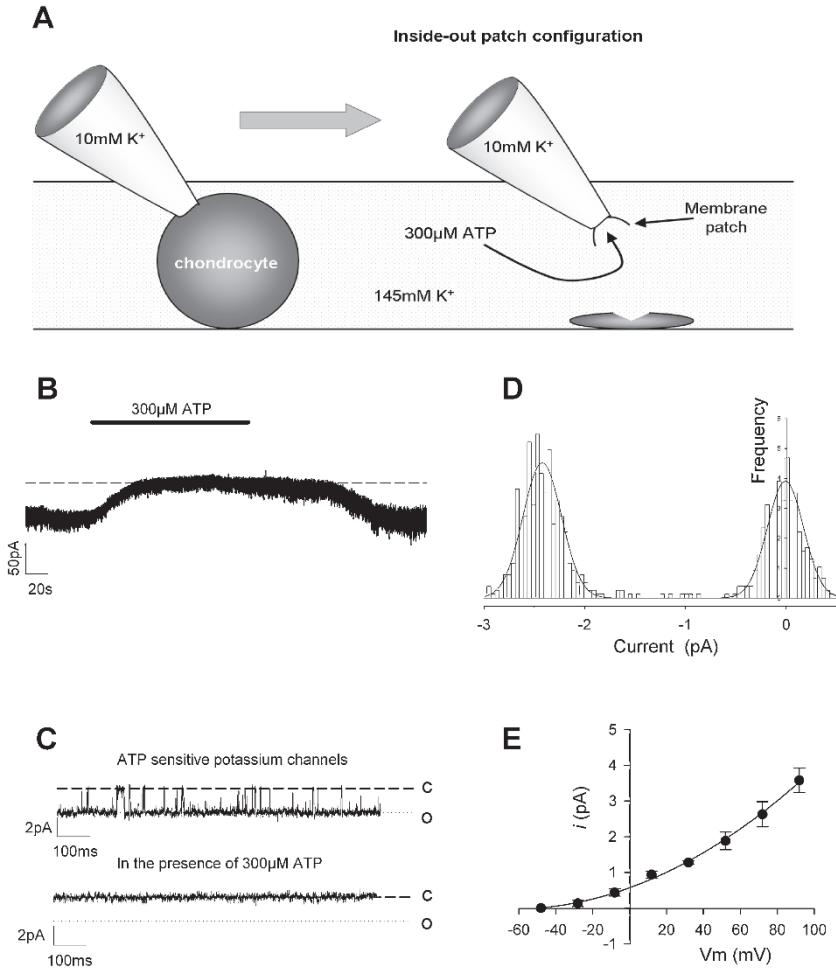 A
Inside-out patch configuration
10mM K⁺
10mM K⁺
Membrane
patch
300µM ATP
chondrocyte
145mM K⁺
B
300µM ATP
50pA
20s
D
Frequency
-3
-2
-1
0
Current (pA)
C
ATP sensitive potassium channels
C
O
2pA
100ms
In the presence of 300µM ATP
C
O
2pA
100ms
E
i (pA)
5
4
3
2
1
-1
-60
-40
-20
0
20
40
60
80
100
Vm (mV)